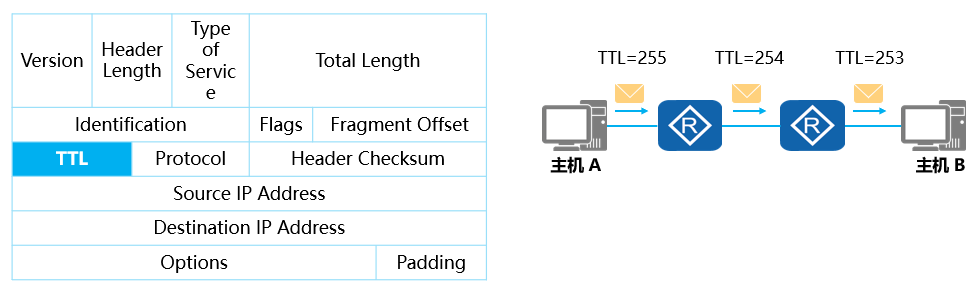 Version
Header
Length
Type
of
Servic
e
Total Length
Identification
Flags
Fragment Offset
TTL
Protocol
Header Checksum
Source IP Address
Destination IP Address
Options
Padding
TTL=255
TTL=254
TTL=253
R
R
主机 A
主机 B